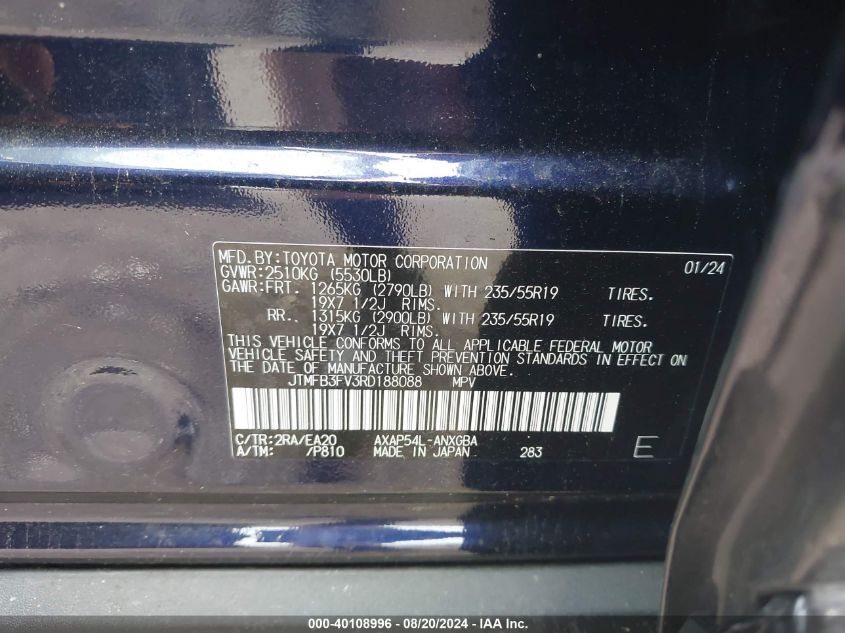 MFD. BY: TOYOTA MOTOR CORPORATION 01/24
GVWR: 2510KG (5530LB)
GAWR: FRT. 1265KG (2790LB) WITH 235/55R19 TIRES.
19X7 1/2J RIMS.
RR.. 1315KG (2900LB) WITH 235/55R19 TIRES.
19X7 1/2J RIMS.
THIS VEHICLE CONFORMS TO ALL APPLICABLE FEDERAL MOTOR
VEHICLE SAFETY AND THEFT PREVENTION STANDARDS IN EFFECT ON
THE DATE OF MANUFACTURE SHOWN ABOVE.
JTMFB3FV3RD188088 MPV
C/TR: 2RA/EA20 AXAP54L-ANXGBA
A/TM: /P810 MADE IN JAPAN 283 E
000-40108996 / 08/20/2024 - © IAA Inc.